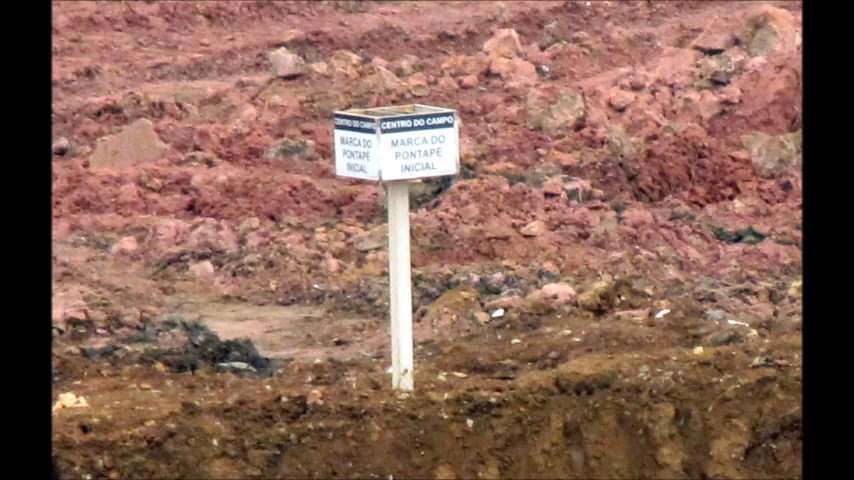 CENTRO DO CAMPO
MARCA DO
PONTAPÉ
INICIAL
CENTRO DO CAMPO
MARCA DO
PONTAPÉ
INICIAL